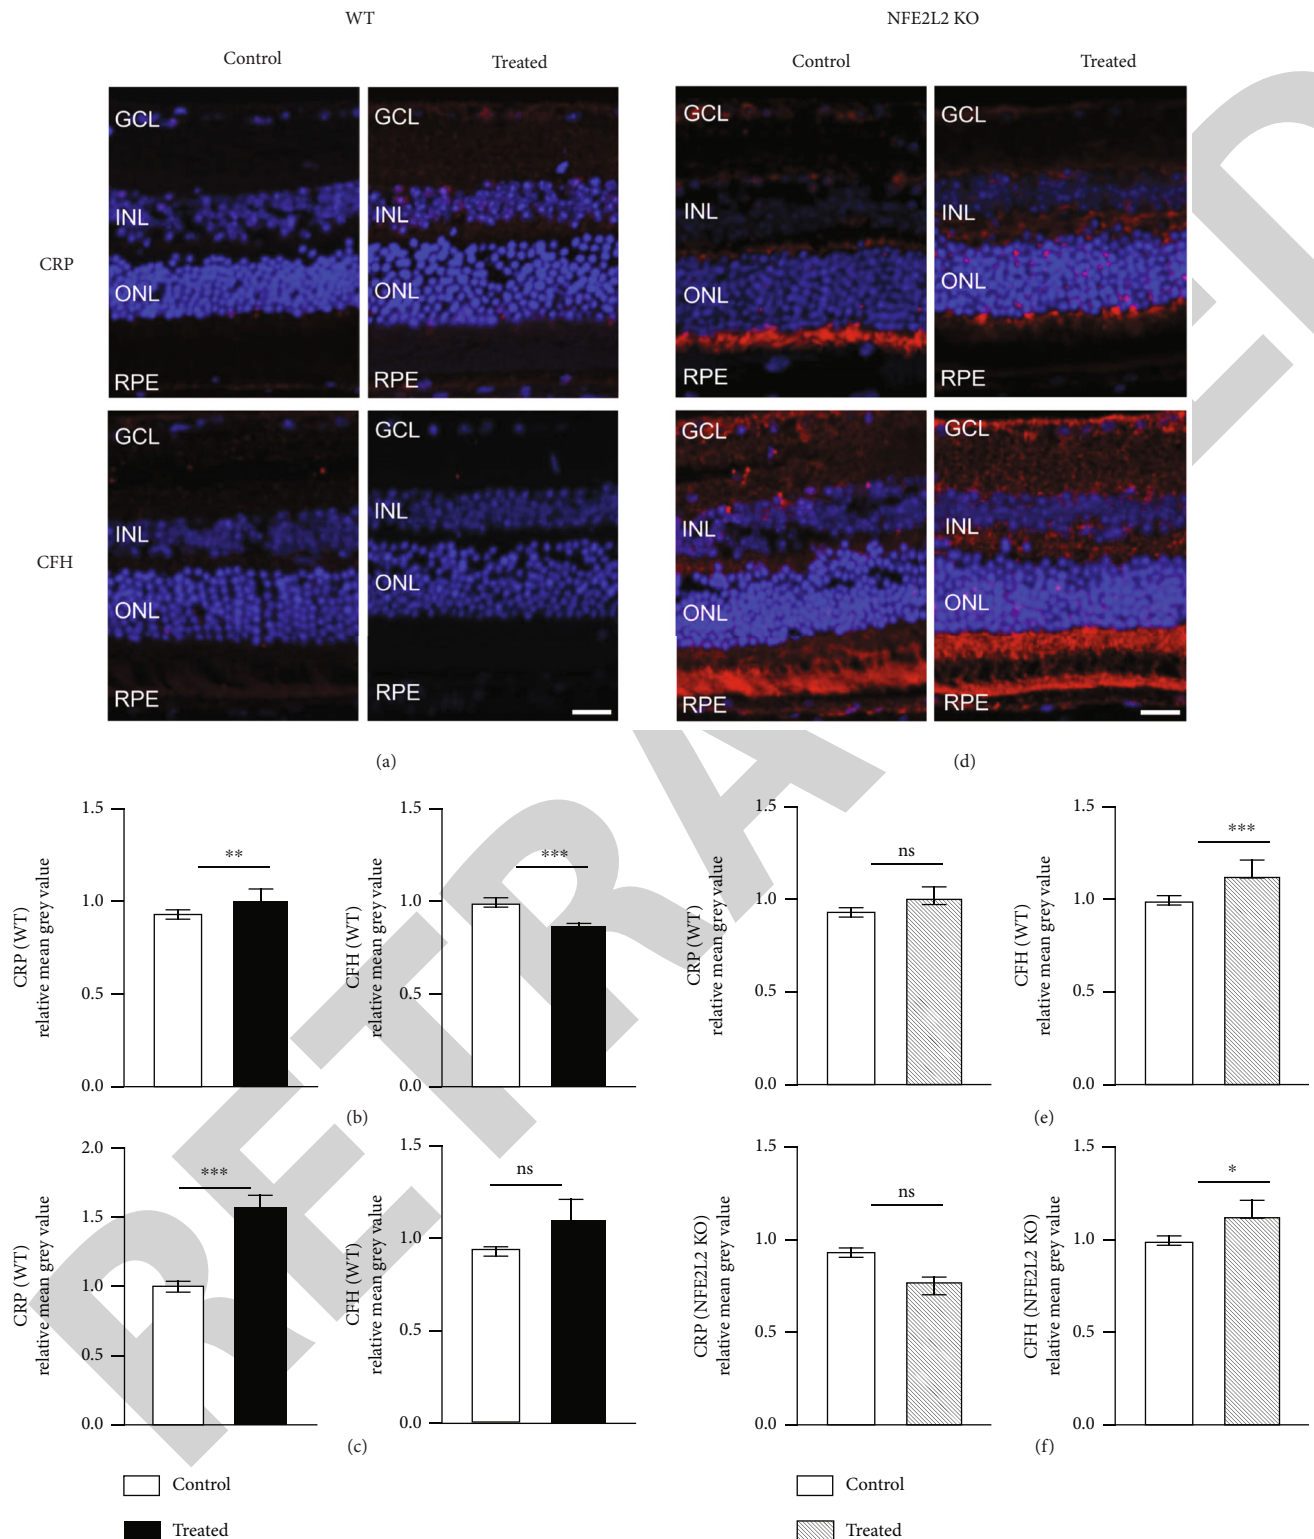 WT
NFE2L2 KO
Control
Treated
Control
Treated
CRP
GCL
INL
ONL
RPE
GCL
INL
ONL
RPE
GCL
INL
ONL
RPE
GCL
INL
ONL
RPE
CFH
GCL
INL
ONL
RPE
GCL
INL
ONL
RPE
GCL
INL
ONL
RPE
GCL
INL
ONL
RPE
(a)
(d)
CRP (WT)
relative mean grey value
1.5
1.0
0.5
0.0
**
CFH (WT)
relative mean grey value
1.5
1.0
0.5
0.0
***
(b)
CRP (WT)
relative mean grey value
1.5
1.0
0.5
0.0
ns
CFH (WT)
relative mean grey value
1.5
1.0
0.5
0.0
***
(e)
CRP (WT)
relative mean grey value
2.0
1.5
1.0
0.5
0.0
***
CFH (WT)
relative mean grey value
1.5
1.0
0.5
0.0
ns
(c)
CRP (NFE2L2 KO)
relative mean grey value
1.5
1.0
0.5
0.0
ns
CFH (NFE2L2 KO)
relative mean grey value
1.5
1.0
0.5
0.0
*
(f)
Control
Treated
Control
Treated
RETRA
ED